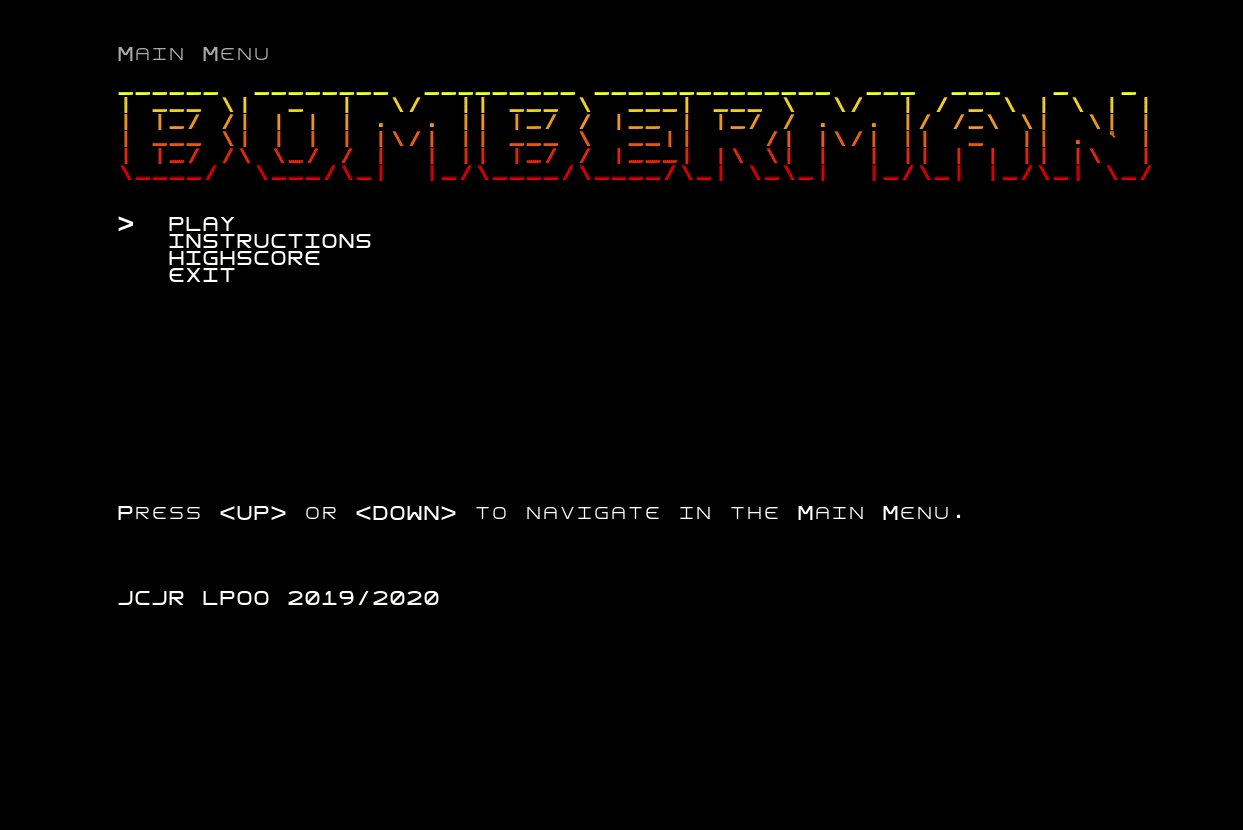 Main Menu
BOMBERMAN
> PLAY
INSTRUCTIONS
HIGHSCORE
EXIT
Press <UP> or <DOWN> to navigate in the Main Menu.
JCJR LPOO 2019/2020